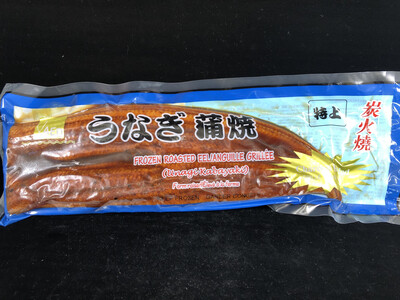 うなぎ 蒲焼
特上
炭火焼
FROZEN ROASTED EEL/ANGUILLE GRILLÉE
(Unagi Kabayaki)